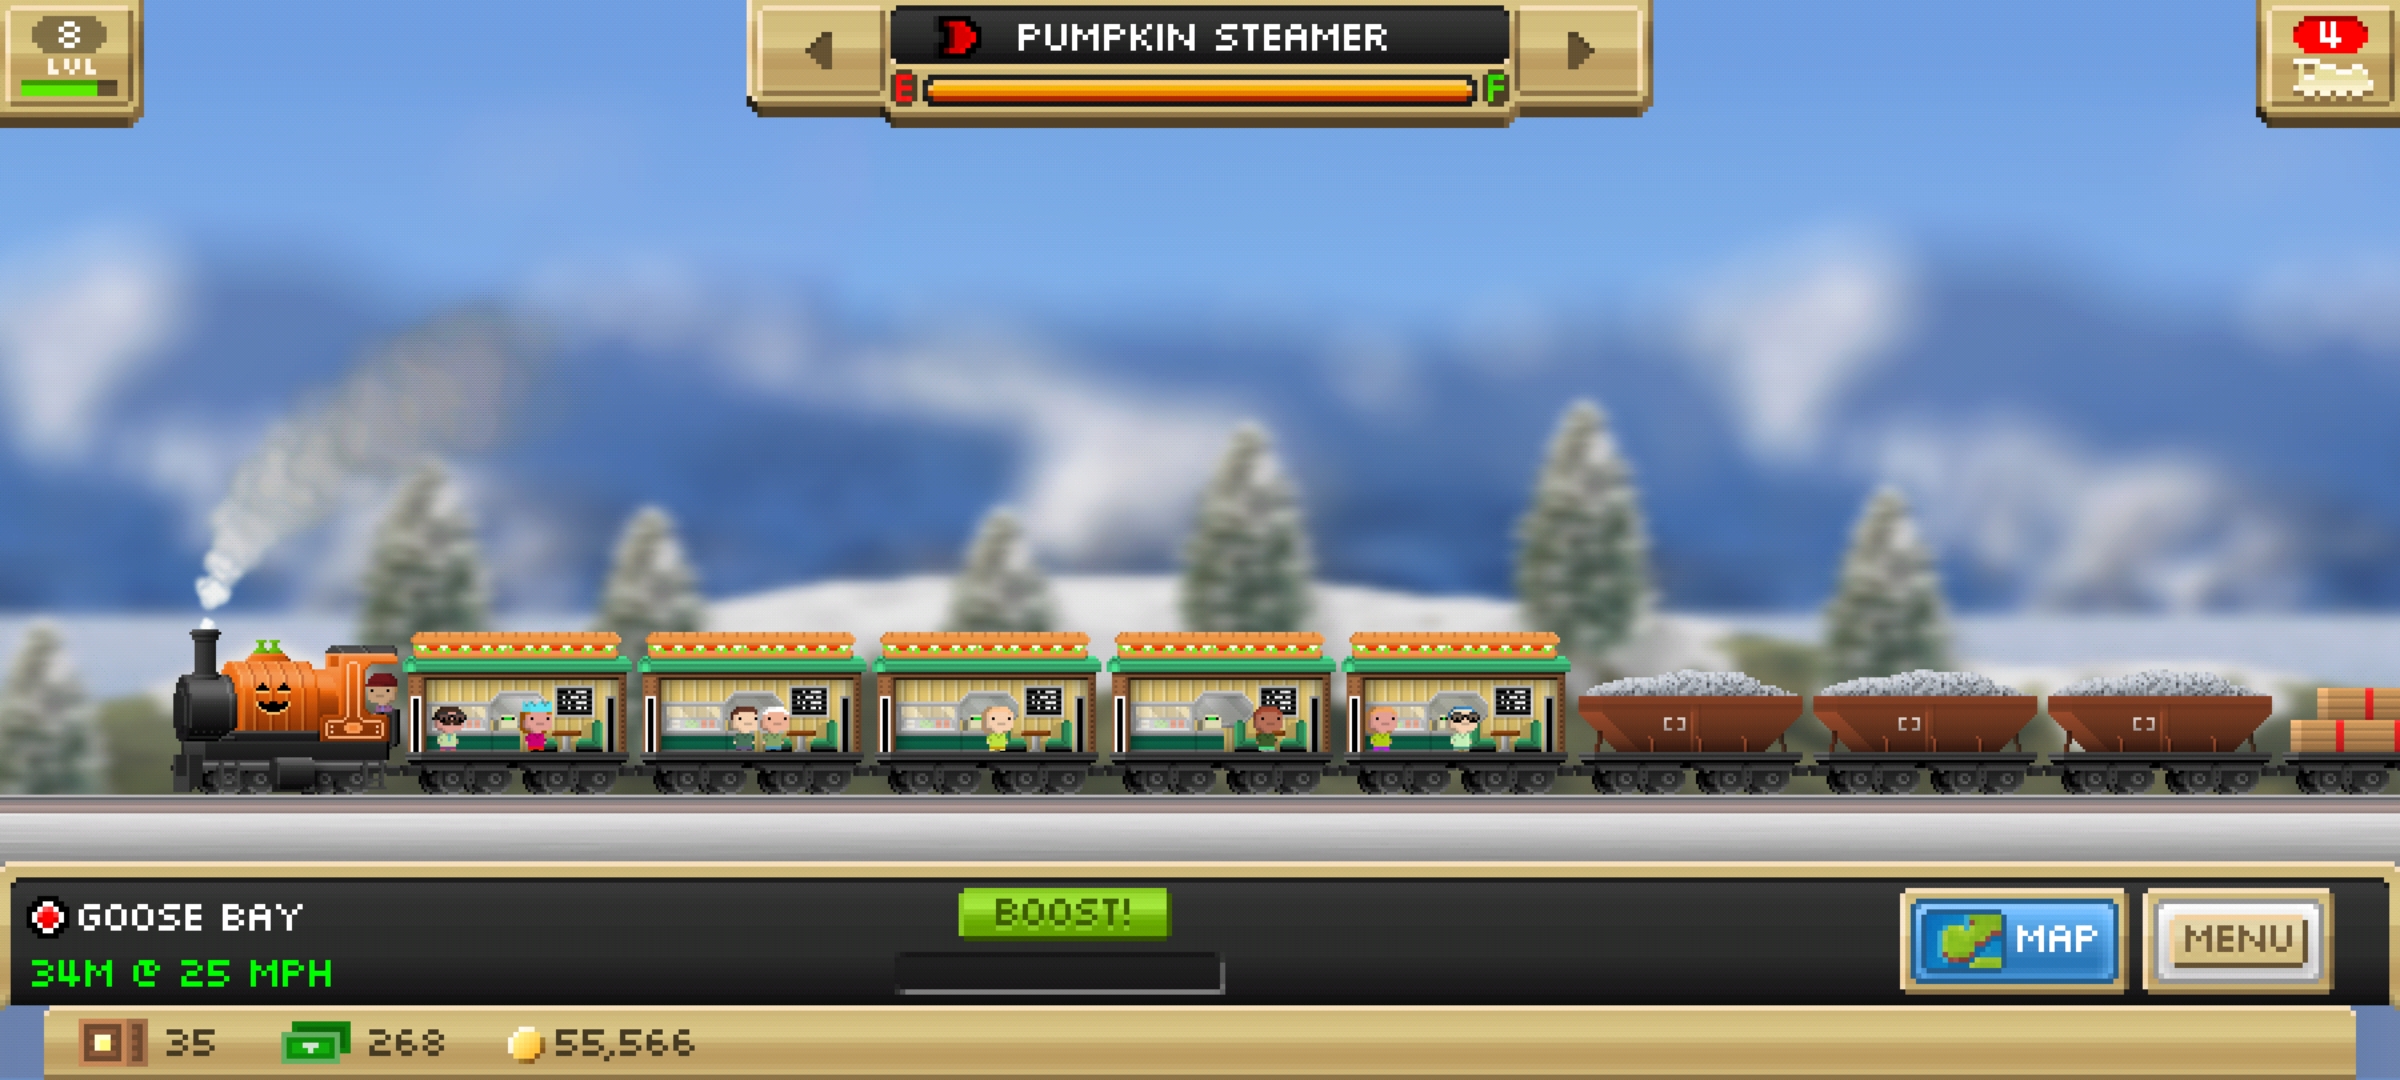 8
LVL
PUMPKIN STEAMER
E F
4
GOOSE BAY
34M @ 25 MPH
BOOST!
MAP
MENU
35 268 55,566